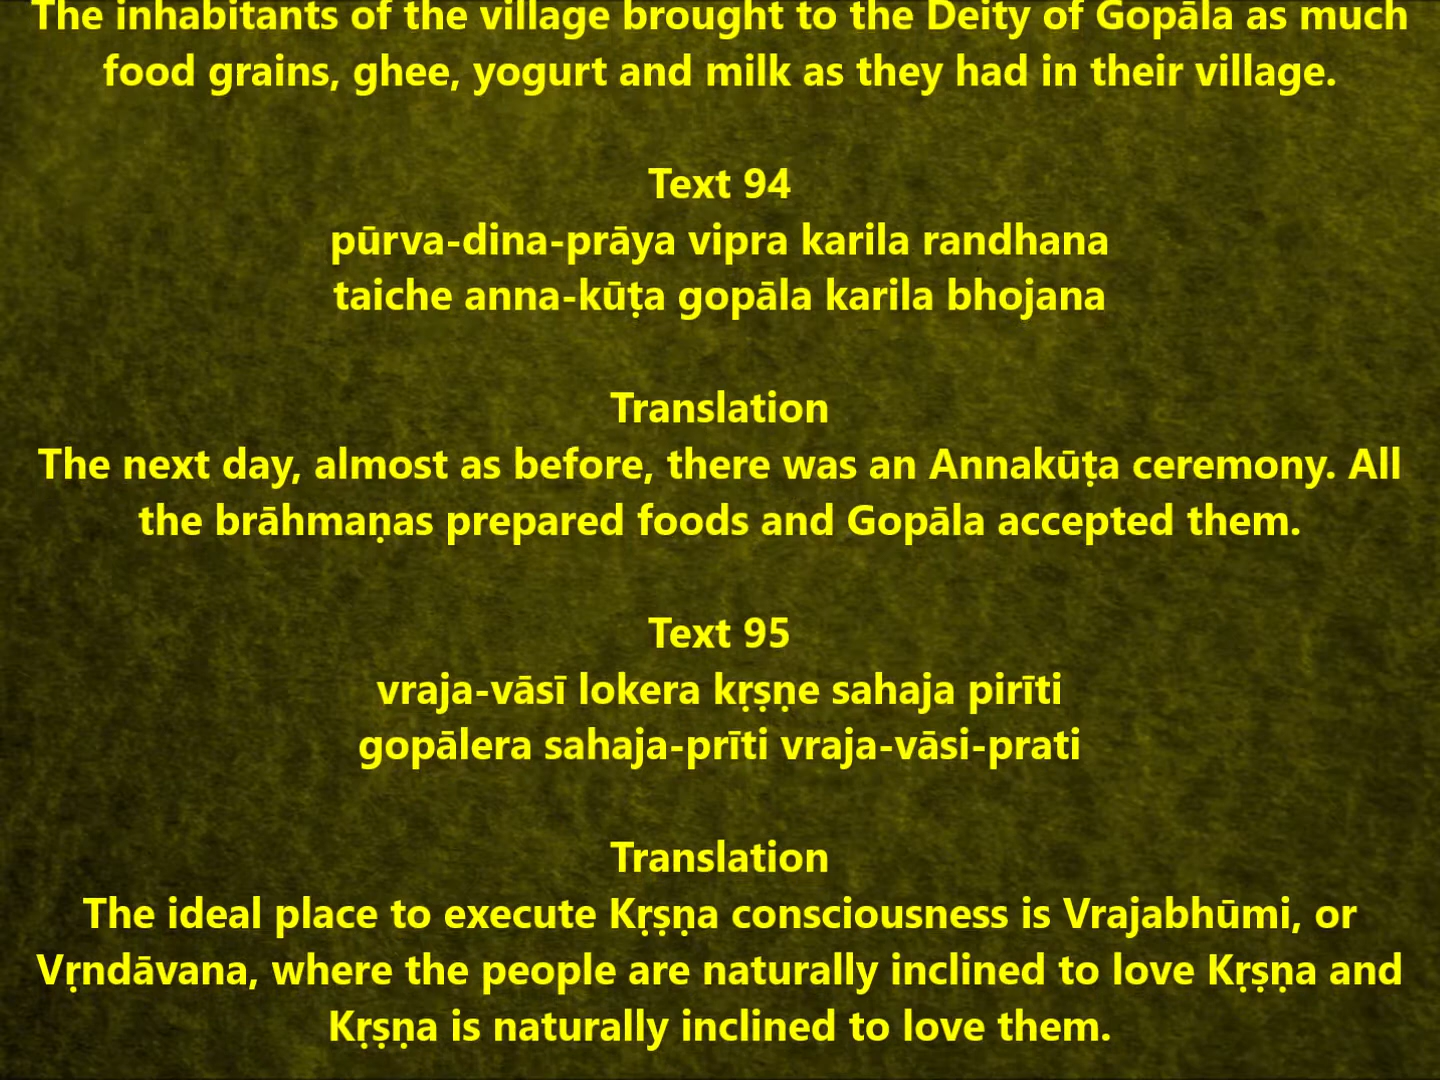 The inhabitants of the village brought to the Deity of Gopāla as much
food grains, ghee, yogurt and milk as they had in their village.
Text 94
pūrva-dina-prāya vipra karila randhana
taiche anna-kūṭa gopāla karila bhojana
Translation
The next day, almost as before, there was an Annakūṭa ceremony. All
the brāhmaṇas prepared foods and Gopāla accepted them.
Text 95
vraja-vāsī lokera kṛṣṇe sahaja pirīti
gopālera sahaja-prīti vraja-vāsi-prati
Translation
The ideal place to execute Kṛṣṇa consciousness is Vrajabhūmi, or
Vṛndāvana, where the people are naturally inclined to love Kṛṣṇa and
Kṛṣṇa is naturally inclined to love them.